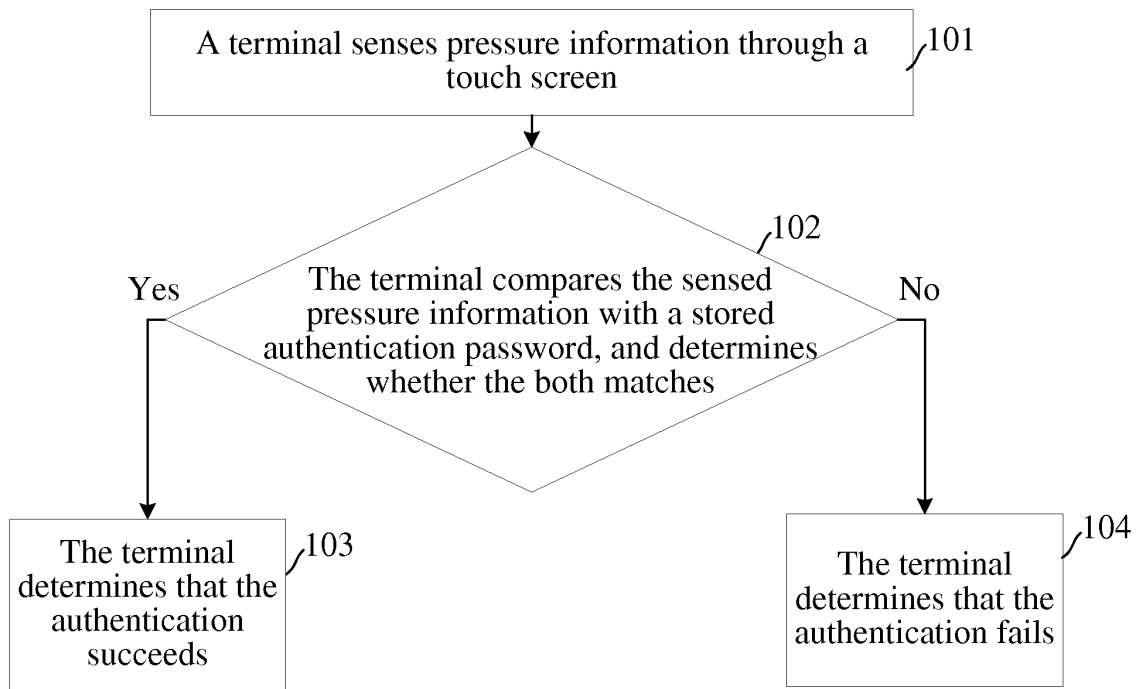 A terminal senses pressure information through a
touch screen
101
102
The terminal compares the sensed
pressure information with a stored
authentication password, and determines
whether the both matches
Yes
No
The terminal
determines that the
authentication
succeeds
103
The terminal
determines that the
authentication fails
104